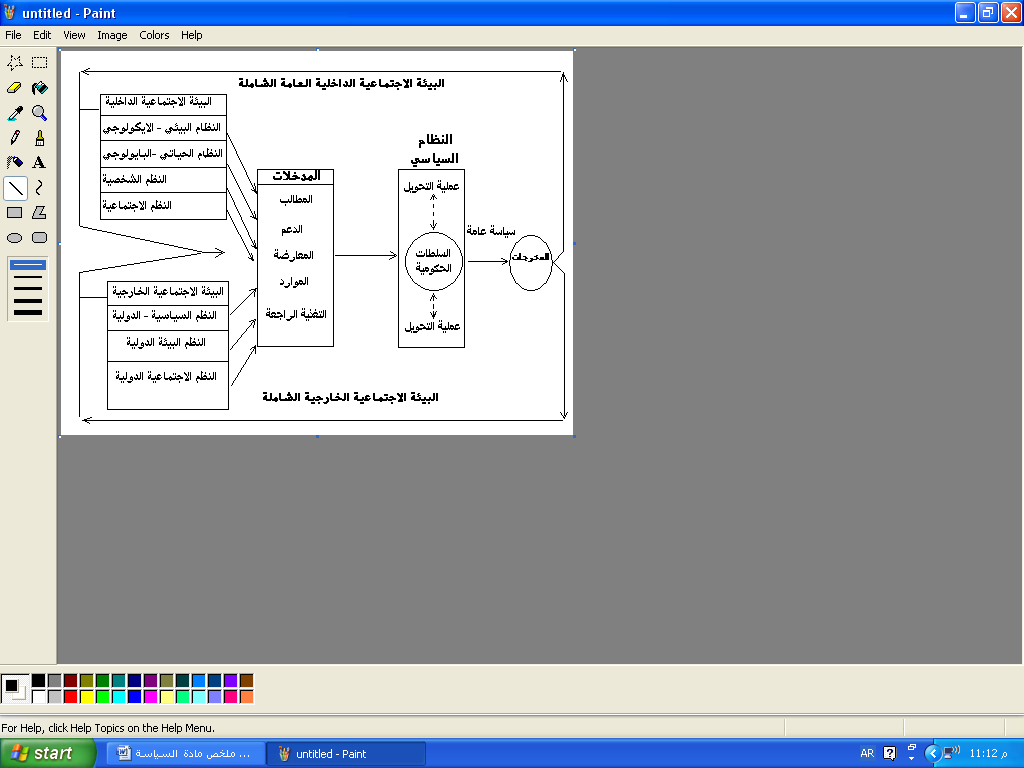 untitled - Paint
File Edit View Image Colors Help
البيئة الاجتماعية الداخلية العامة الشاملة
البيئة الاجتماعية الداخلية
النظام البيئي - الايكولوجي
النظام الحياتي -البايولوجي
النظم الشخصية
النظم الاجتماعية
المدخلات
المطالب
الدعم
المعارضة
الموارد
التغذية الراجعة
النظام
السياسي
عملية التحويل
السلطات
الحكومية
عملية التحويل
سياسة عامة
المخرجات
البيئة الاجتماعية الخارجية
النظم السياسية - الدولية
النظم البيئة الدولية
النظم الاجتماعية الدولية
البيئة الاجتماعية الخارجية الشاملة
For Help, click Help Topics on the Help Menu.
start
ملخص مادة السياسة ...
untitled - Paint
AR
11:12 م